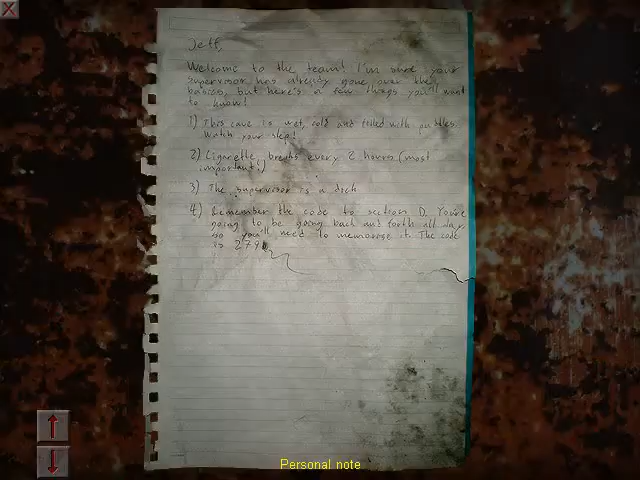 Jeff,
Welcome to the team! I'm sure your
supervisor has already gone over the
basics, but here's a few things you'll want
to know!
1) This cave is wet, cold and filled with puddles.
Watch your step!
2) Cigarette breaks every 2 hours (most
important!)
3) The supervisor is a dick
4) Remember the code to section D. You're
going to be going back and forth all day
so you'll need to memorize it. The code
is 279
Personal note